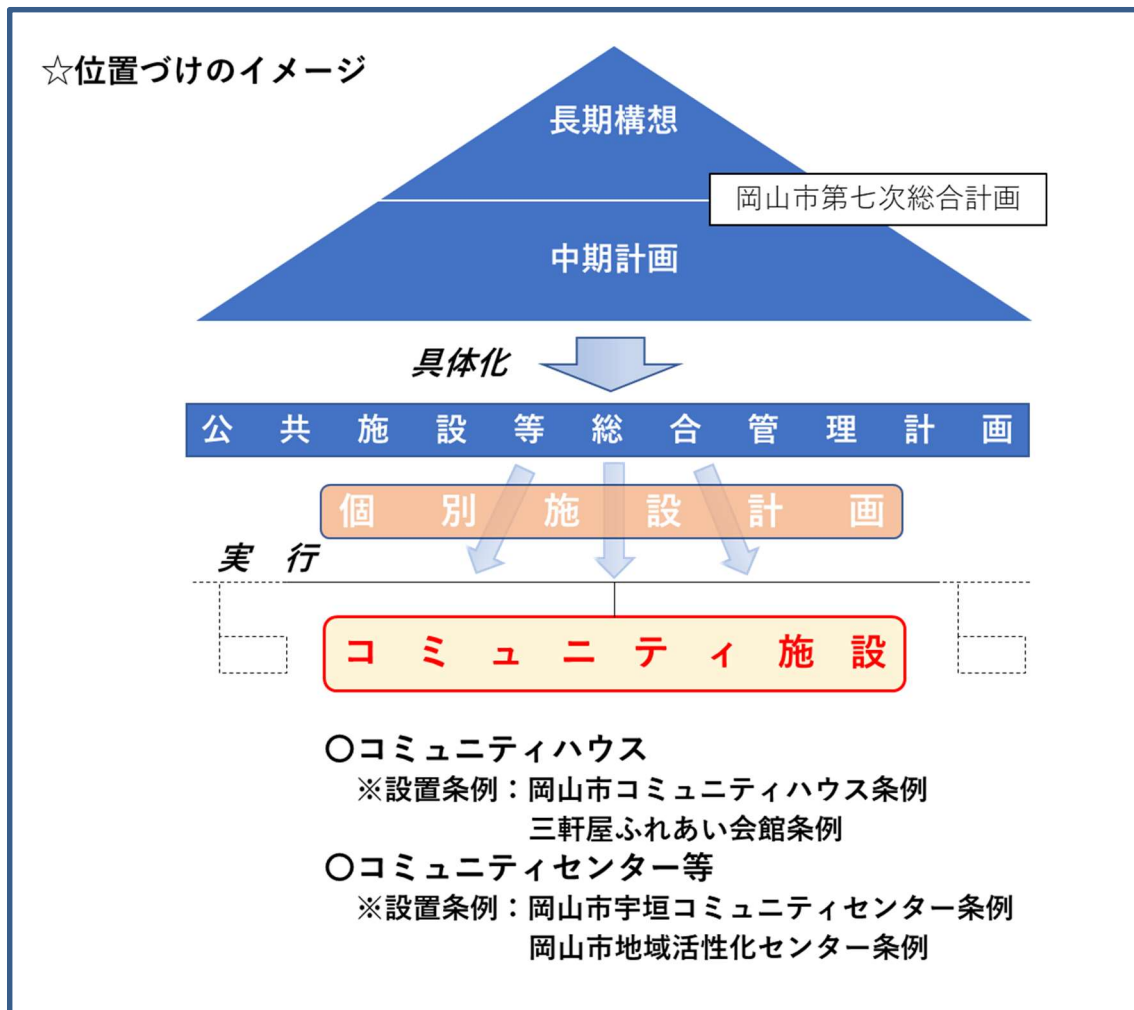 ☆位置づけのイメージ
長期構想
岡山市第七次総合計画
中期計画
具体化
公共施設等総合管理計画
個別施設計画
実行
コミュニティ施設
〇コミュニティハウス
※設置条例：岡山市コミュニティハウス条例
三軒屋ふれあい会館条例
〇コミュニティセンター等
※設置条例：岡山市宇垣コミュニティセンター条例
岡山市地域活性化センター条例